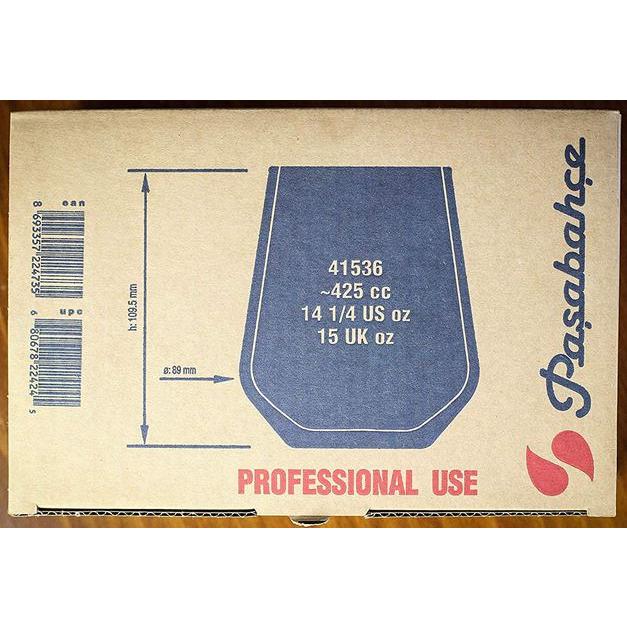 ean
8 693357 224735
upc
6 80678 22424 5
h: 109.5 mm
ø: 89 mm
41536
~425 cc
14 1/4 US oz
15 UK oz
PROFESSIONAL USE
Paşabahçe